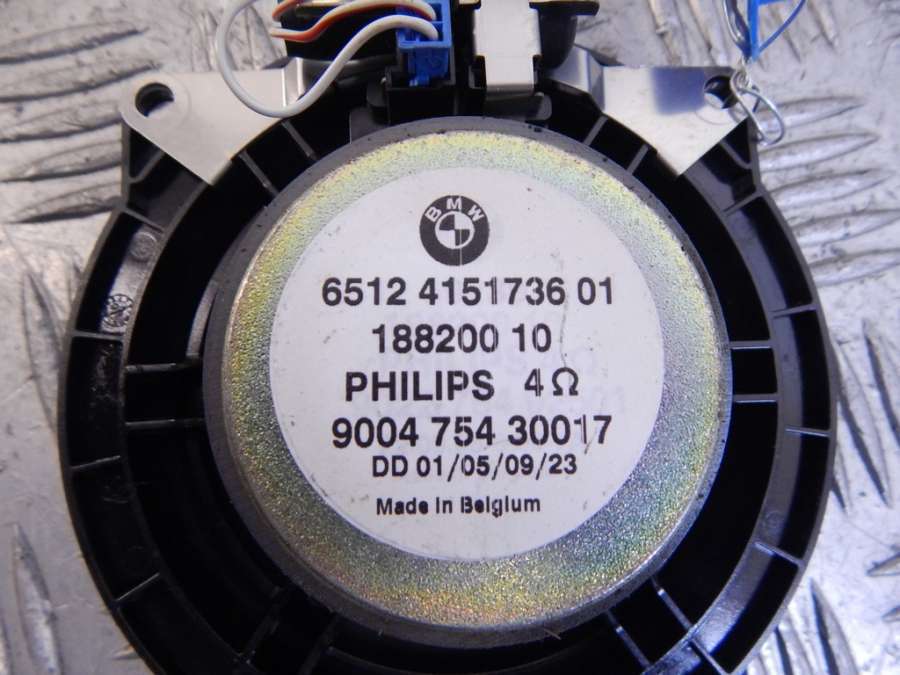 BMW
6512 4151736 01
188200 10
PHILIPS 4Ω
9004 754 30017
DD 01/05/09/23
Made In Belgium